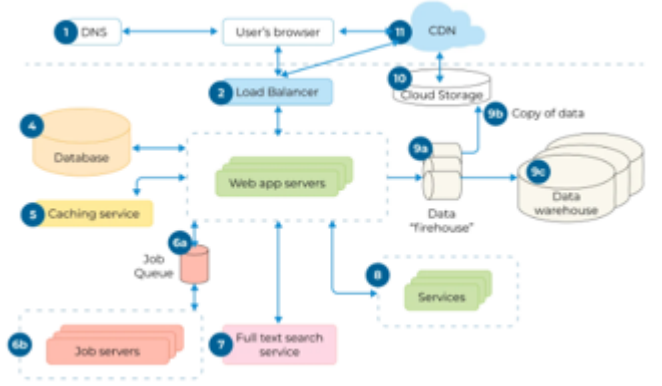 1 DNS
User's browser
11 CDN
2 Load Balancer
10
Cloud Storage
4
Database
9b Copy of data
9a
9c
Web app servers
Data
"firehouse"
Data
warehouse
5 Caching service
6a
Job
Queue
8
Services
6b
Job servers
7 Full text search
service